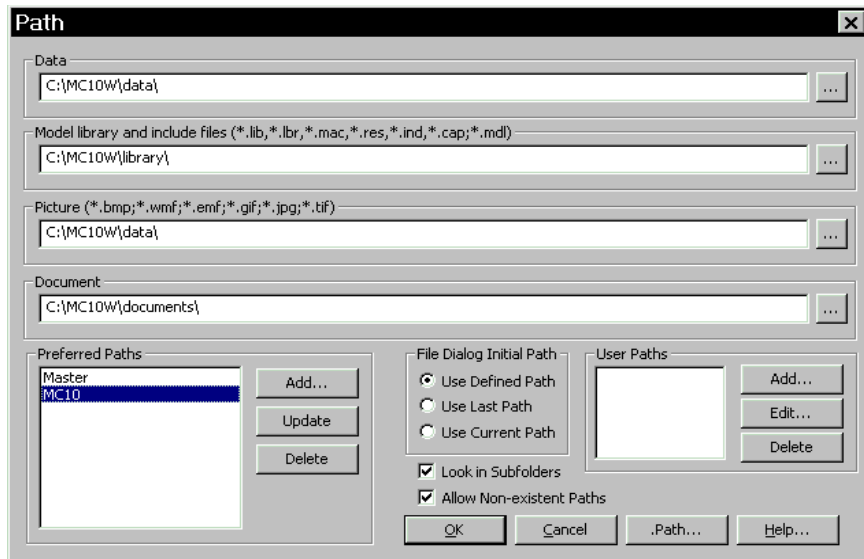 Path
Data
C:\MC10W\data\
...
Model library and include files (*.lib,*.lbr,*.mac,*.res,*.ind,*.cap;*.mdl)
C:\MC10W\library\
...
Picture (*.bmp;*.wmf;*.emf;*.gif;*.jpg;*.tif)
C:\MC10W\data\
...
Document
C:\MC10W\documents\
...
Preferred Paths
Master
MC10
Add...
Update
Delete
File Dialog Initial Path
Use Defined Path
Use Last Path
Use Current Path
User Paths
Add...
Edit...
Delete
Look in Subfolders
Allow Non-existent Paths
OK
Cancel
.Path...
Help...